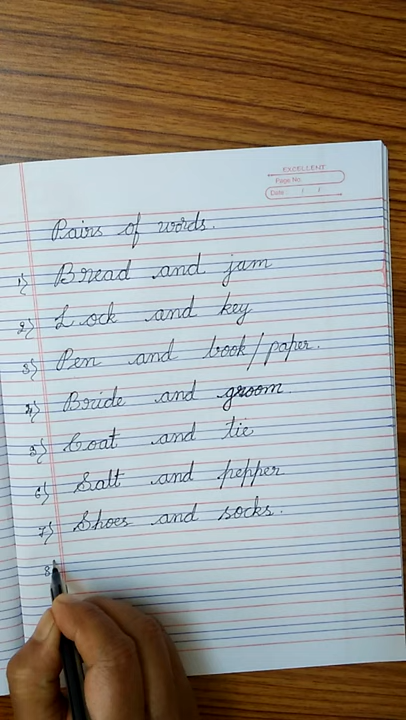 EXCELLENT
Page No.
Date / /
Pairs of words.
1) Bread and jam
2) Lock and key
3) Pen and book/paper.
4) Bride and groom.
5) Coat and tie
6) Salt and pepper
7) Shoes and socks.
8